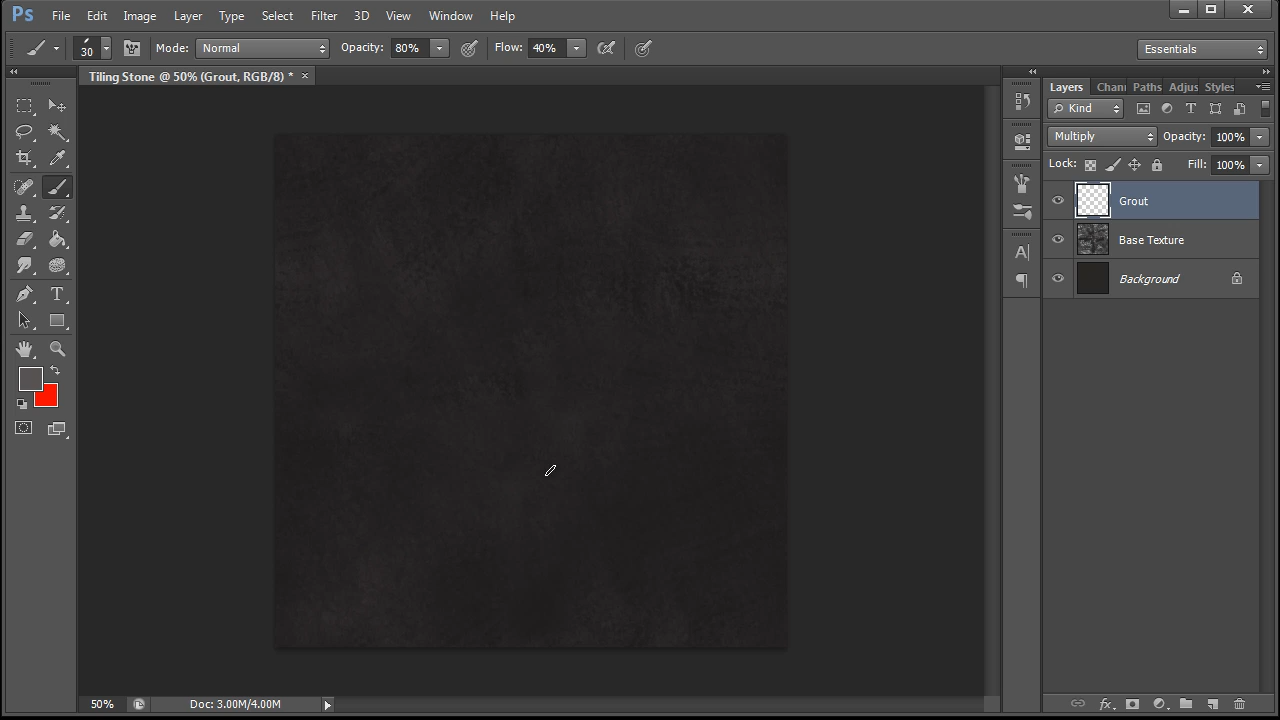 Ps File Edit Image Layer Type Select Filter 3D View Window Help
30 Mode: Normal Opacity: 80% Flow: 40% Essentials
Tiling Stone @ 50% (Grout, RGB/8) * ×
Layers Chann Paths Adjus Styles
Kind
Multiply Opacity: 100%
Lock: Fill: 100%
Grout
Base Texture
Background
50% Doc: 3.00M/4.00M